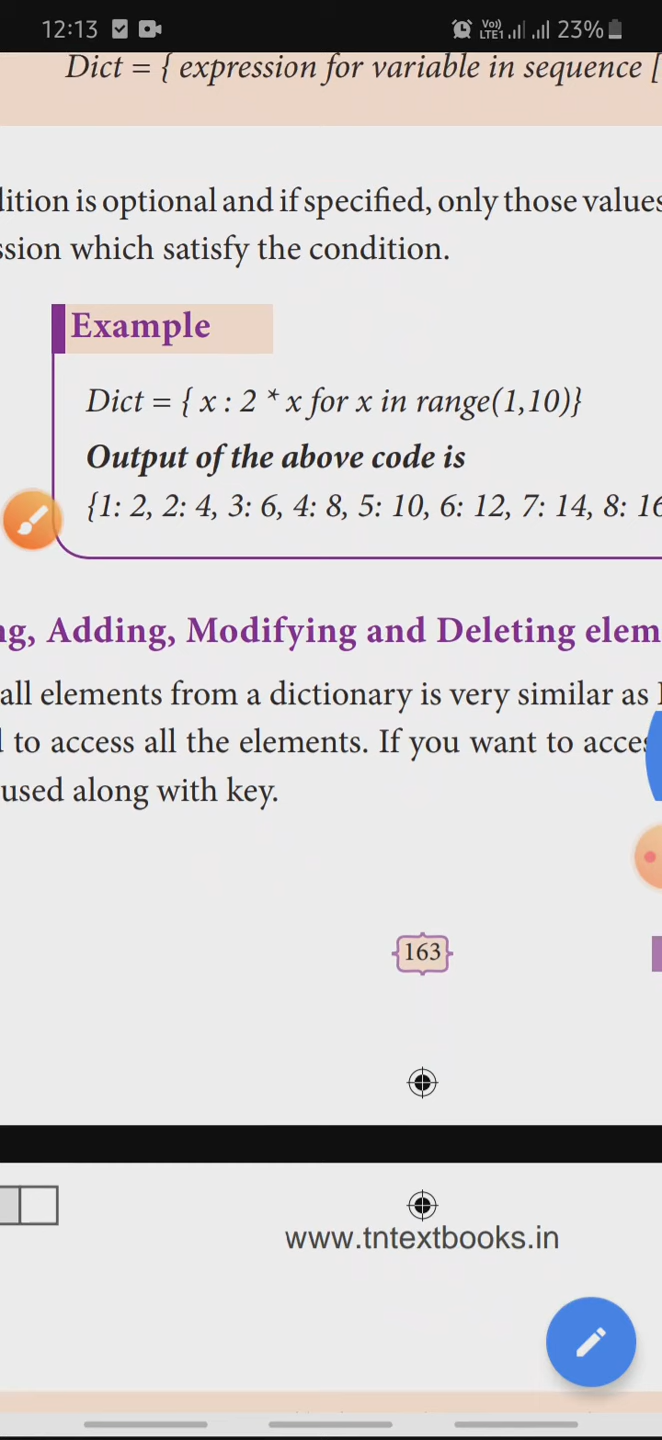 12:13 Vo)) LTE1 23%
Dict = { expression for variable in sequence [
dition is optional and if specified, only those values
ssion which satisfy the condition.
Example
Dict = { x : 2 * x for x in range(1,10)}
Output of the above code is
{1: 2, 2: 4, 3: 6, 4: 8, 5: 10, 6: 12, 7: 14, 8: 16
ng, Adding, Modifying and Deleting elem
all elements from a dictionary is very similar as
to access all the elements. If you want to acces
used along with key.
163
www.tntextbooks.in